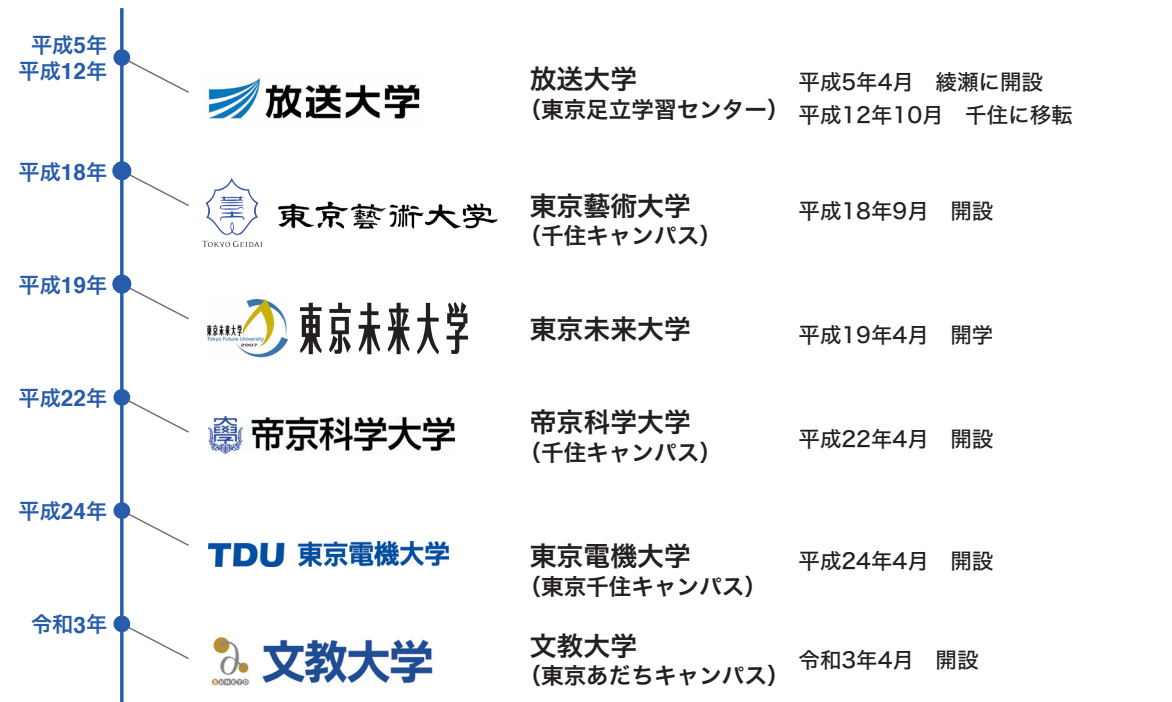 平成5年
平成12年
放送大学
放送大学
（東京足立学習センター）
平成5年4月　綾瀬に開設
平成12年10月　千住に移転
平成18年
TOKYO GEIDAI
東京藝術大学
東京藝術大学
（千住キャンパス）
平成18年9月　開設
平成19年
東京未来大学
Tokyo Future University
2007
東京未来大学
東京未来大学
平成19年4月　開学
平成22年
帝京科学大学
帝京科学大学
（千住キャンパス）
平成22年4月　開設
平成24年
TDU 東京電機大学
東京電機大学
（東京千住キャンパス）
平成24年4月　開設
令和3年
BUNKYO
文教大学
文教大学
（東京あだちキャンパス）
令和3年4月　開設